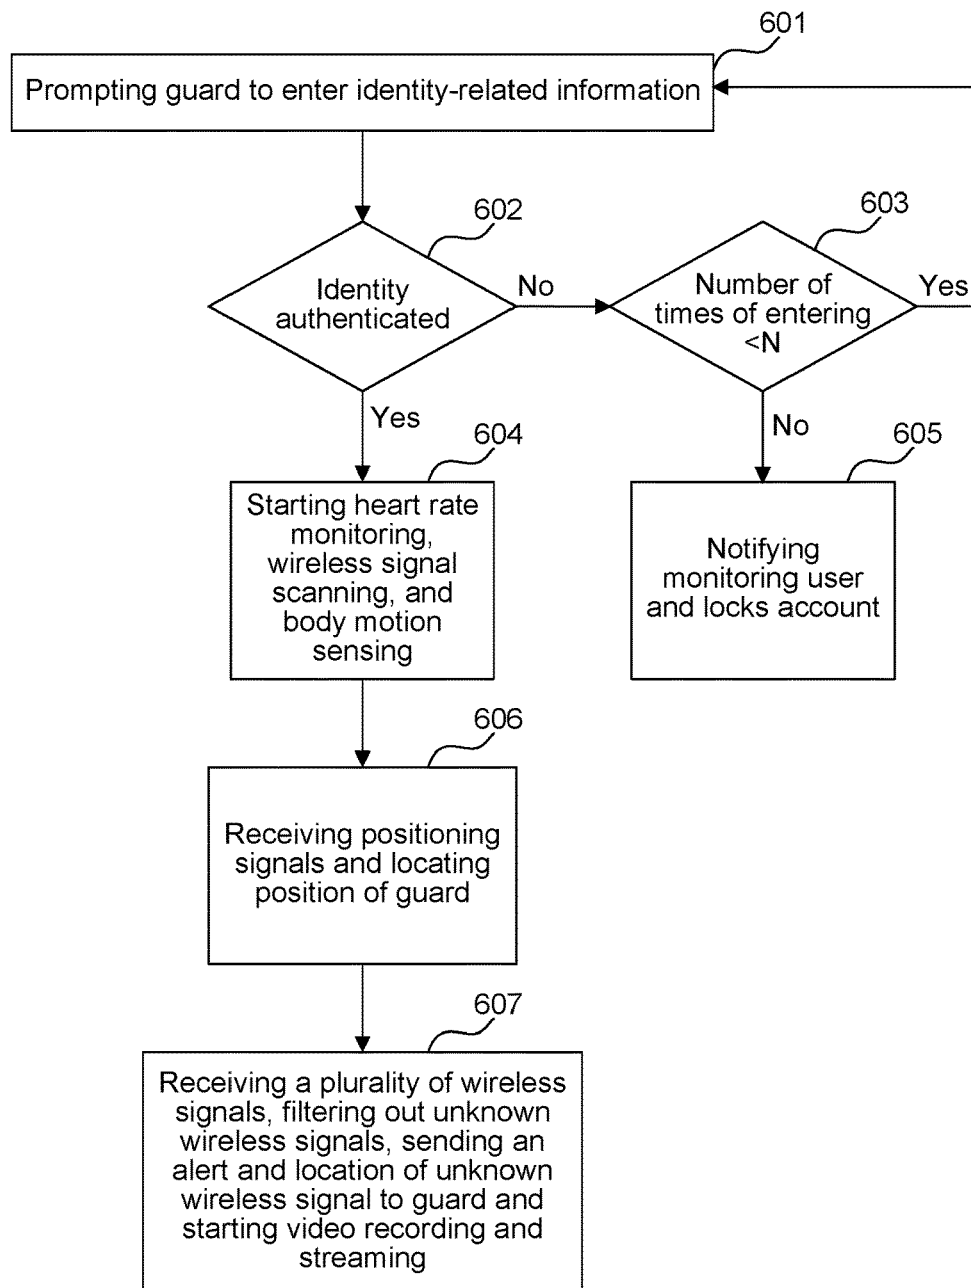 601
Prompting guard to enter identity-related information
602
603
Identity
authenticated
No
Number of
times of entering
<N
Yes
Yes
No
604
605
Starting heart rate
monitoring,
wireless signal
scanning, and
body motion
sensing
Notifying
monitoring user
and locks account
606
Receiving positioning
signals and locating
position of guard
607
Receiving a plurality of wireless
signals, filtering out unknown
wireless signals, sending an
alert and location of unknown
wireless signal to guard and
starting video recording and
streaming